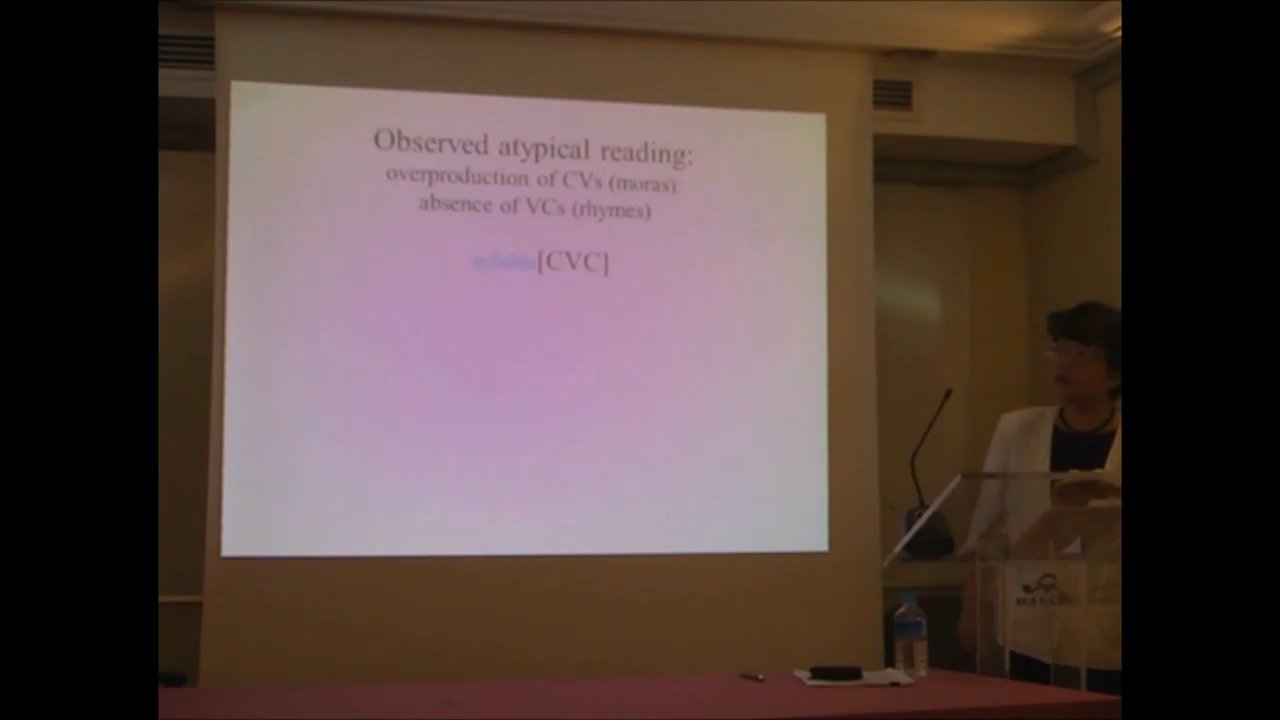 Observed atypical reading:
overproduction of CVs (moras):
absence of VCs (rhymes)
[CVC]